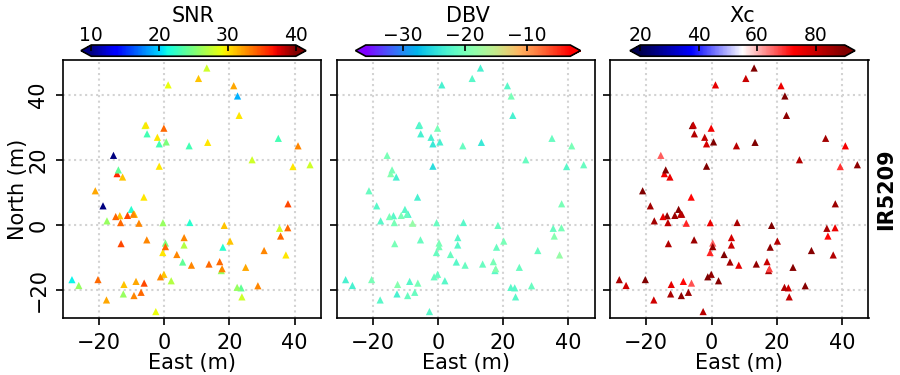 SNR DBV Xc
10 20 30 40 −30 −20 −10 20 40 60 80
40
20
0
−20
North (m)
IR5209
−20 0 20 40 −20 0 20 40 −20 0 20 40
East (m) East (m) East (m)